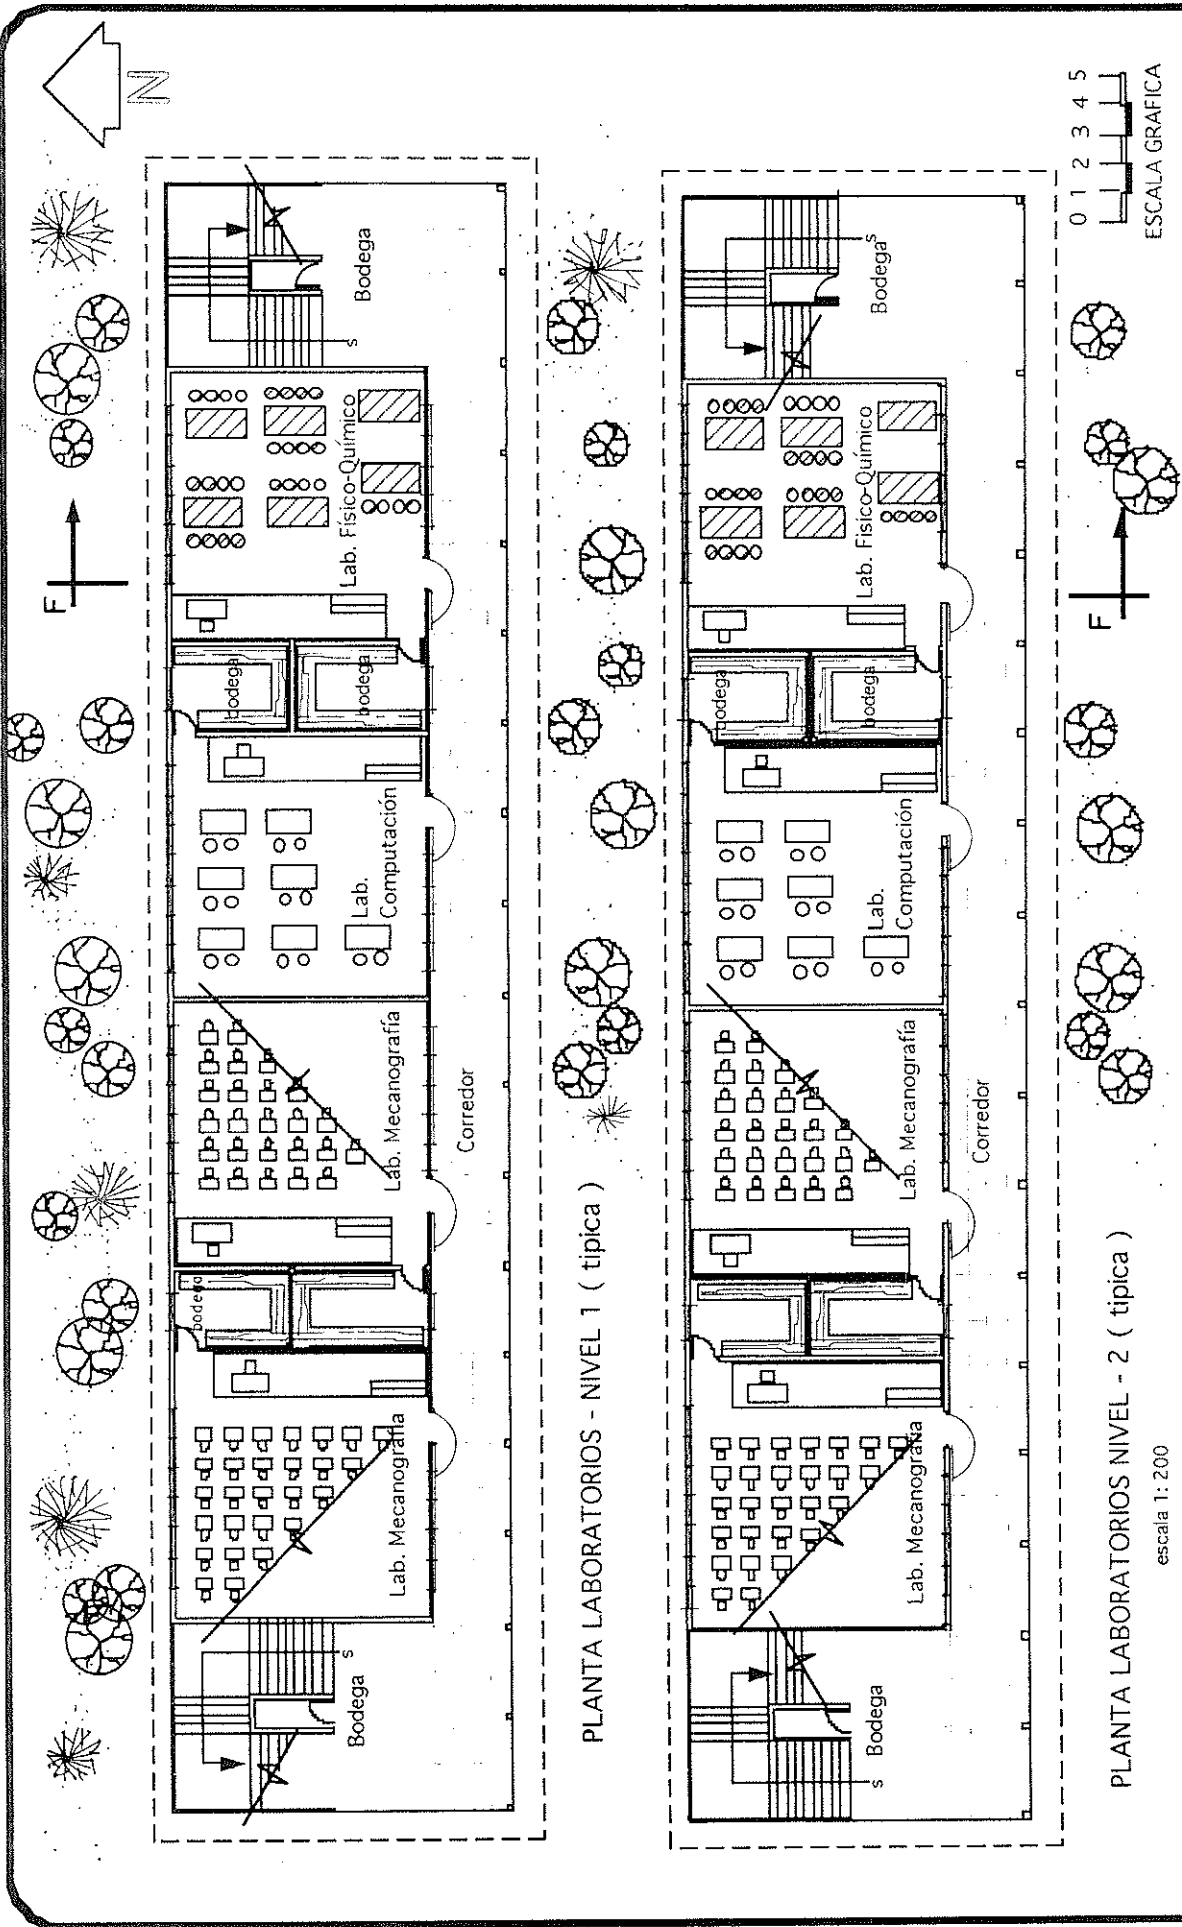 N
F
Bodega
s
Lab. Físico-Químico
bodega
bodega
Lab.
Computación
Lab. Mecanografía
Corredor
bodega
Lab. Mecanografía
s
Bodega
PLANTA LABORATORIOS - NIVEL 1 ( tipica )
s
Bodega
Lab. Físico-Químico
bodega
bodega
Lab.
Computación
Lab. Mecanografía
Corredor
Lab. Mecanografía
s
Bodega
F
PLANTA LABORATORIOS NIVEL - 2 ( tipica )
escala 1: 200
0 1 2 3 4 5
ESCALA GRAFICA